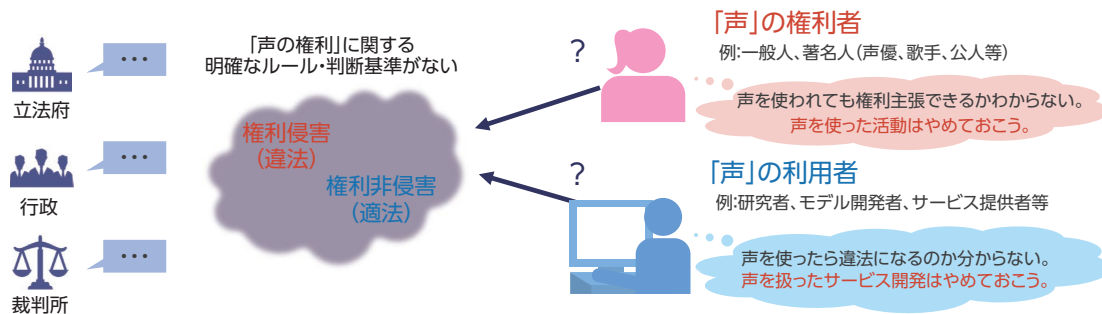 …
立法府
…
行政
…
裁判所
「声の権利」に関する
明確なルール・判断基準がない
権利侵害
（違法）
権利非侵害
（適法）
?
「声」の権利者
例:一般人、著名人(声優、歌手、公人等)
声を使われても権利主張できるかわからない。
声を使った活動はやめておこう。
?
「声」の利用者
例:研究者、モデル開発者、サービス提供者等
声を使ったら違法になるのか分からない。
声を扱ったサービス開発はやめておこう。